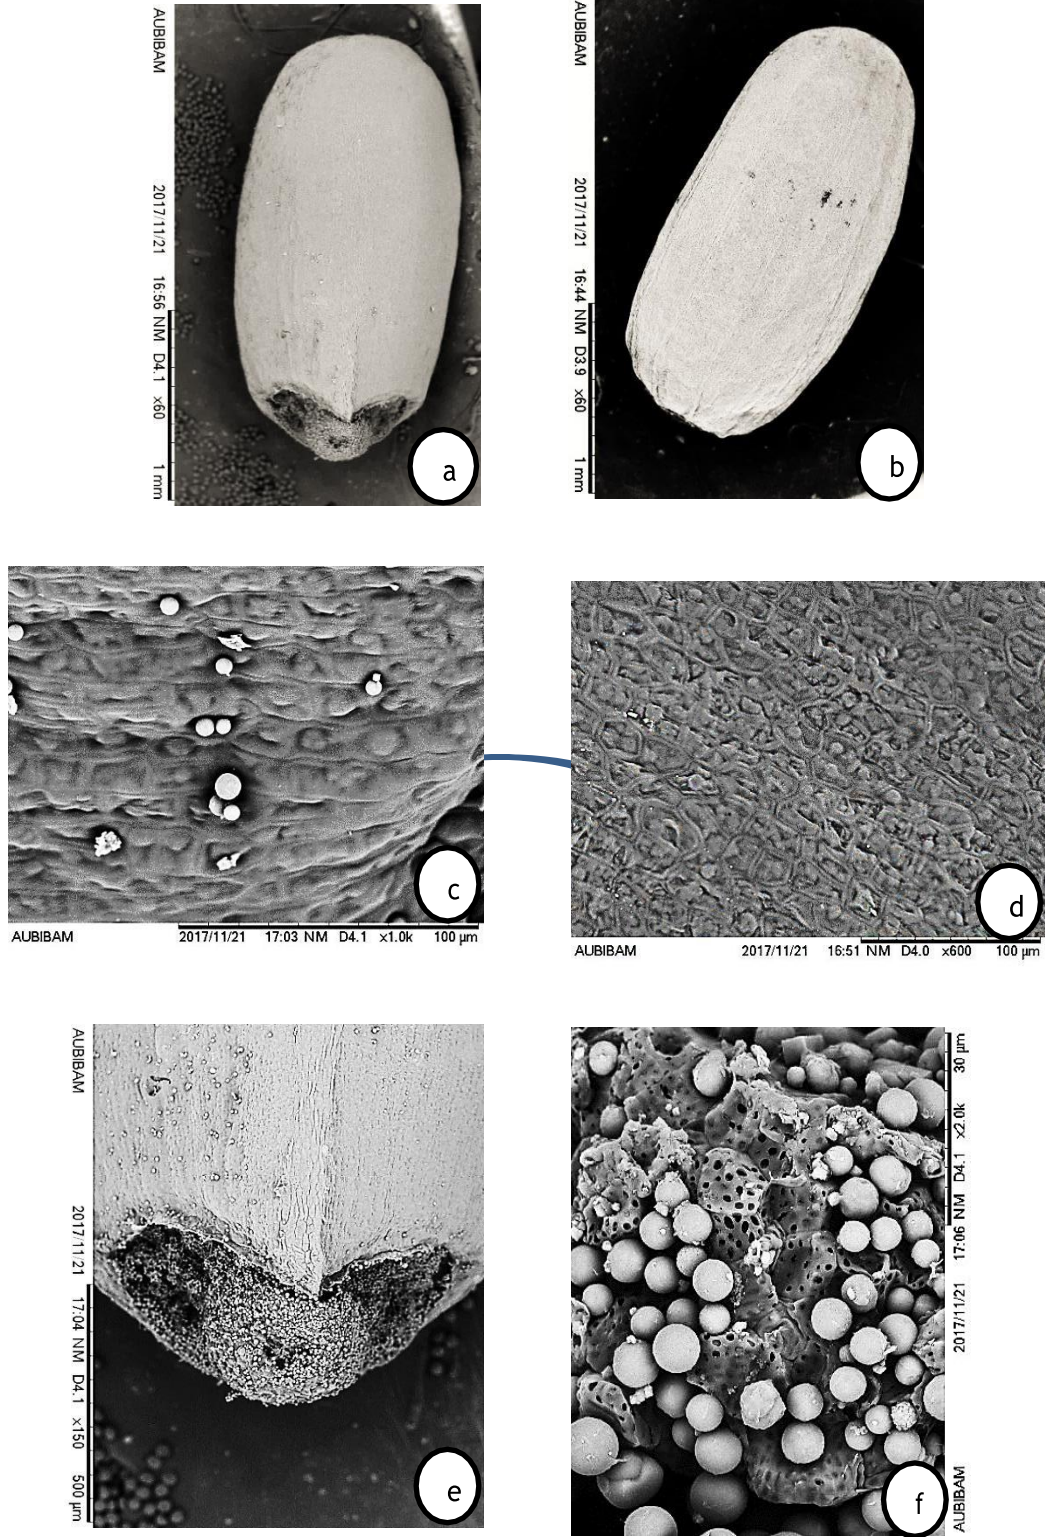 AUBIBAM 2017/11/21 16:56 NM D4.1 x60 1 mm
a
AUBIBAM 2017/11/21 16:44 NM D3.9 x60 1 mm
b
c
AUBIBAM 2017/11/21 17:03 NM D4.1 x1.0k 100 µm
d
AUBIBAM 2017/11/21 16:51 NM D4.0 x600 100 µm
AUBIBAM 2017/11/21 17:04 NM D4.1 x150 500 µm
e
AUBIBAM 2017/11/21 17:06 NM D4.1 x2.0k 30 µm
f